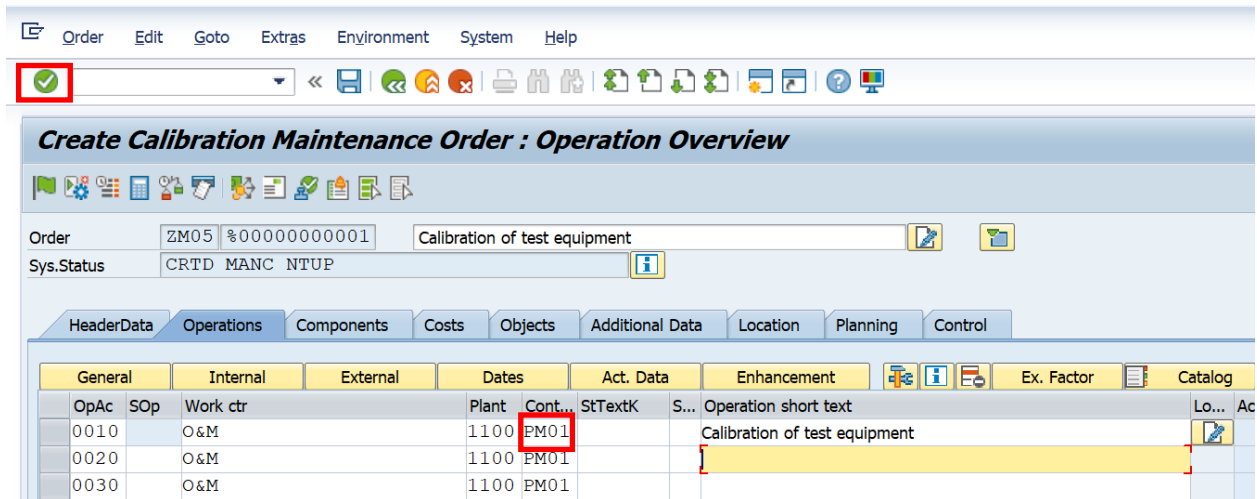 Order Edit Goto Extras Environment System Help
Create Calibration Maintenance Order : Operation Overview
Order ZM05 %00000000001 Calibration of test equipment
Sys.Status CRTD MANC NTUP
HeaderData Operations Components Costs Objects Additional Data Location Planning Control
General Internal External Dates Act. Data Enhancement Ex. Factor Catalog
OpAc SOp Work ctr Plant Cont... StTextK S... Operation short text Lo... Ac
0010 O&M 1100 PM01 Calibration of test equipment
0020 O&M 1100 PM01
0030 O&M 1100 PM01